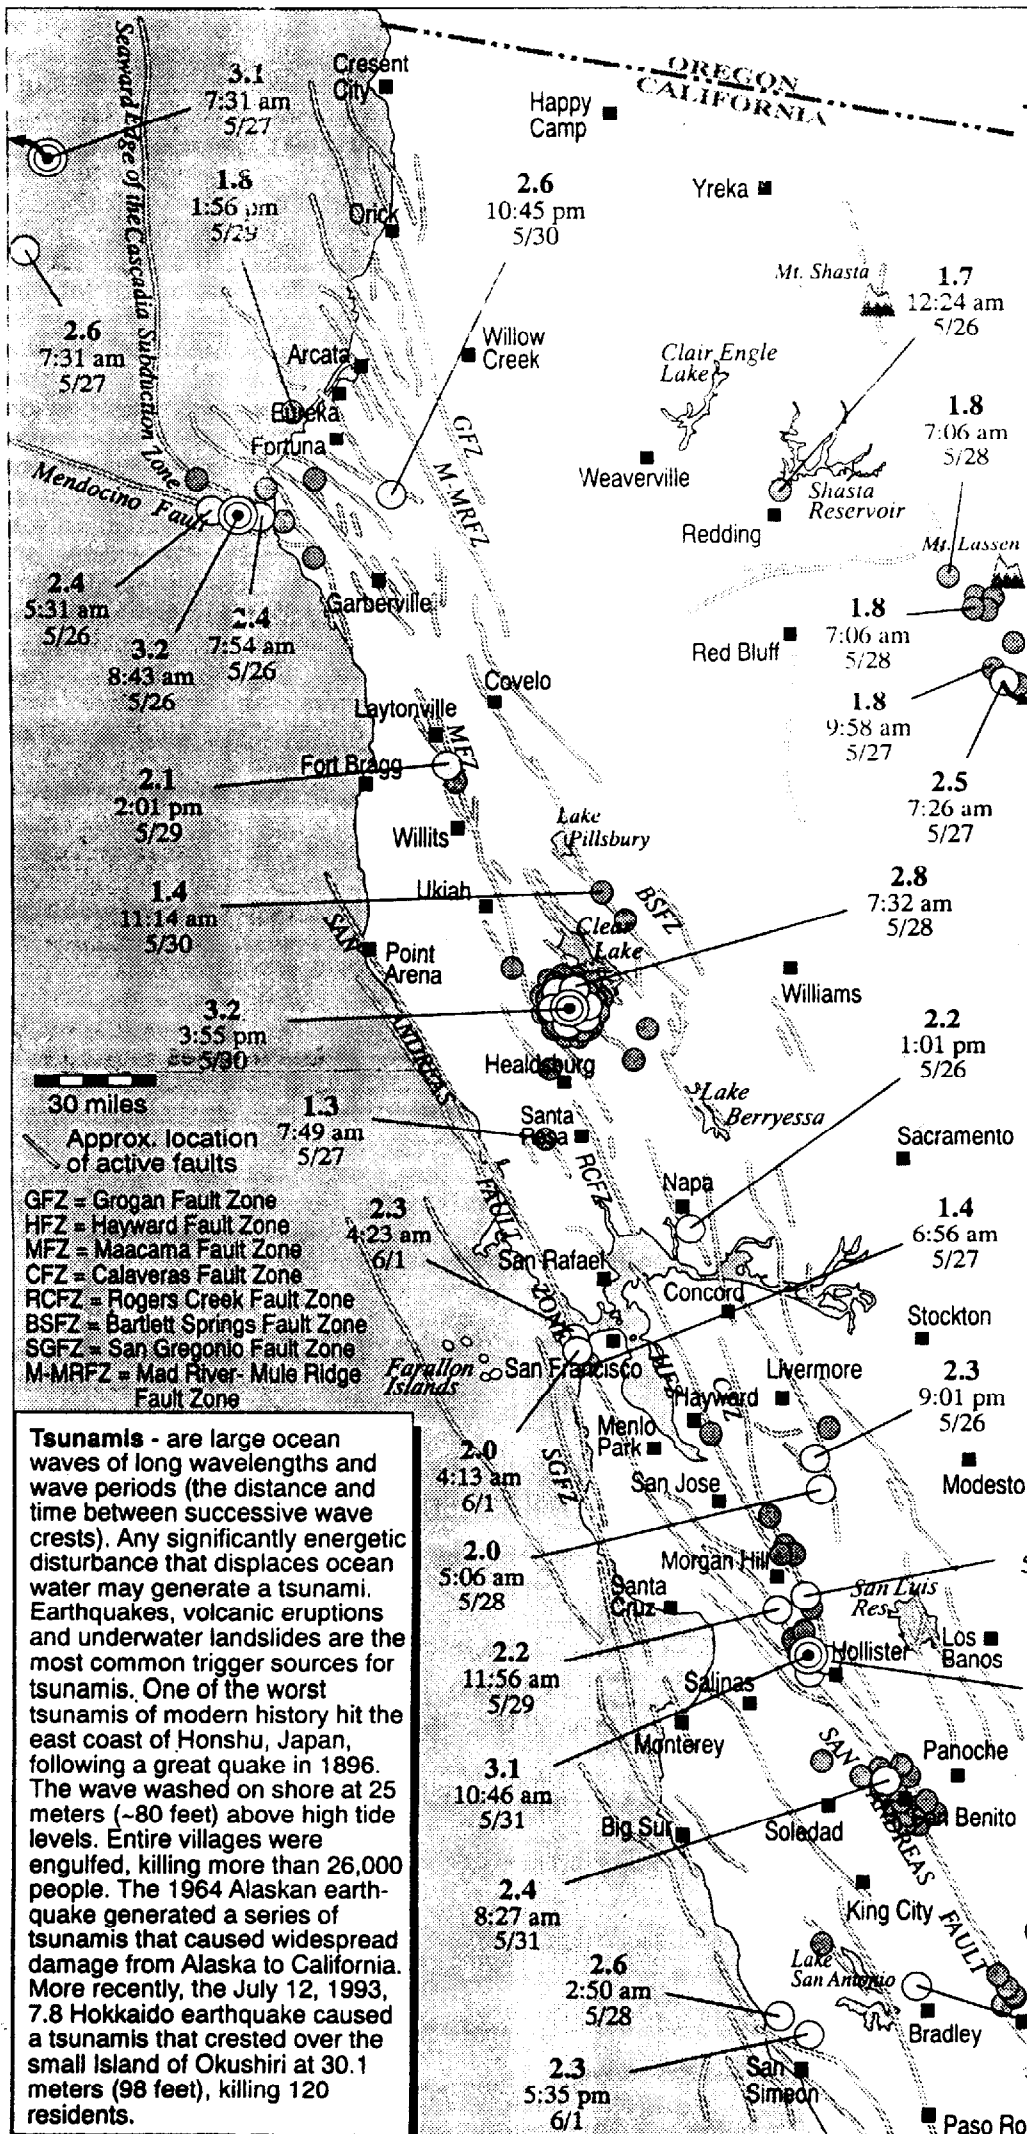 OREGON
CALIFORNIA
Seaward Edge of the Cascadia Subduction Zone
3.1
7:31 am
5/27
Cresent
City
Happy
Camp
1.8
1:56 pm
5/29
2.6
10:45 pm
5/30
Yreka
Orick
Mt. Shasta
1.7
12:24 am
5/26
2.6
7:31 am
5/27
Arcata
Willow
Creek
Clair Engle
Lake
Eureka
Fortuna
GFZ
1.8
7:06 am
5/28
Mendocino Fault
M-MRFZ
Weaverville
Shasta
Reservoir
Redding
Mt. Lassen
2.4
5:31 am
5/26
Garberville
2.4
7:54 am
5/26
1.8
7:06 am
5/28
3.2
8:43 am
5/26
Red Bluff
Covelo
1.8
9:58 am
5/27
Laytonville
MFZ
Fort Bragg
2.1
2:01 pm
5/29
2.5
7:26 am
5/27
Willits
Lake
Pillsbury
1.4
11:14 am
5/30
Ukiah
BSFZ
2.8
7:32 am
5/28
Clear
Lake
Point
Arena
Williams
3.2
3:55 pm
5/30
2.2
1:01 pm
5/26
Healdsburg
30 miles
Lake
Berryessa
1.3
7:49 am
5/27
Santa
Rosa
Sacramento
Approx. location
of active faults
SAN ANDREAS FAULT ZONE
RCFZ
Napa
GFZ = Grogan Fault Zone
HFZ = Hayward Fault Zone
MFZ = Maacama Fault Zone
CFZ = Calaveras Fault Zone
RCFZ = Rogers Creek Fault Zone
BSFZ = Bartlett Springs Fault Zone
SGFZ = San Gregonio Fault Zone
M-MRFZ = Mad River- Mule Ridge
Fault Zone
2.3
4:23 am
6/1
1.4
6:56 am
5/27
San Rafael
Concord
Stockton
Farallon
Islands
San Francisco
HFZ
CFZ
Livermore
2.3
9:01 pm
5/26
Hayward
Menlo
Park
2.0
4:13 am
6/1
SGFZ
San Jose
Modesto
2.0
5:06 am
5/28
Morgan Hill
Santa
Cruz
San Luis
Res.
2.2
11:56 am
5/29
Hollister
Los
Banos
Salinas
Monterey
3.1
10:46 am
5/31
SAN ANDREAS FAULT
Panoche
Big Sur
Soledad
San Benito
2.4
8:27 am
5/31
King City
2.6
2:50 am
5/28
Lake
San Antonio
Bradley
2.3
5:35 pm
6/1
San
Simeon
Paso Ro
Tsunamis - are large ocean
waves of long wavelengths and
wave periods (the distance and
time between successive wave
crests). Any significantly energetic
disturbance that displaces ocean
water may generate a tsunami.
Earthquakes, volcanic eruptions
and underwater landslides are the
most common trigger sources for
tsunamis. One of the worst
tsunamis of modern history hit the
east coast of Honshu, Japan,
following a great quake in 1896.
The wave washed on shore at 25
meters (~80 feet) above high tide
levels. Entire villages were
engulfed, killing more than 26,000
people. The 1964 Alaskan earth-
quake generated a series of
tsunamis that caused widespread
damage from Alaska to California.
More recently, the July 12, 1993,
7.8 Hokkaido earthquake caused
a tsunamis that crested over the
small Island of Okushiri at 30.1
meters (98 feet), killing 120
residents.